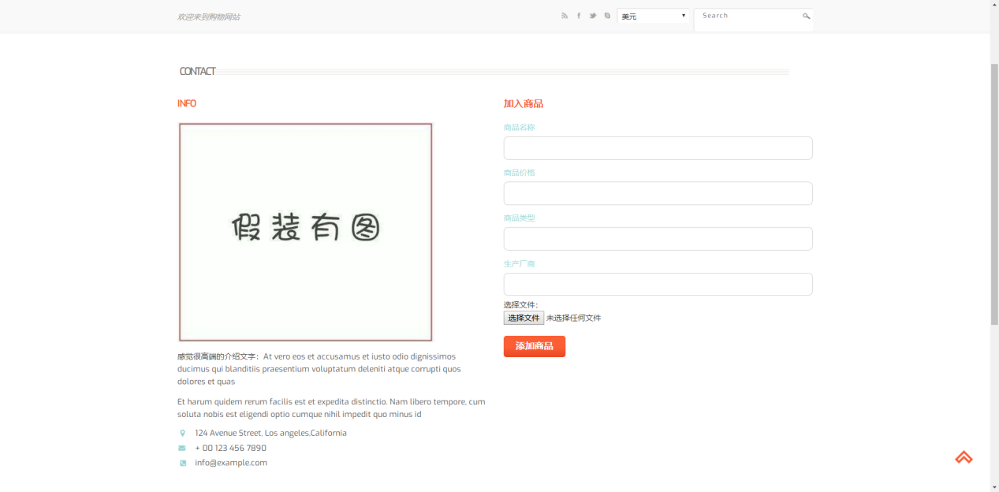 欢迎来到购物网站
美元
Search
CONTACT
INFO
假装有图
感觉很高端的介绍文字：At vero eos et accusamus et iusto odio dignissimos
ducimus qui blanditiis praesentium voluptatum deleniti atque corrupti quos
dolores et quas
Et harum quidem rerum facilis est et expedita distinctio. Nam libero tempore, cum
soluta nobis est eligendi optio cumque nihil impedit quo minus id
124 Avenue Street, Los angeles,California
+ 00 123 456 7890
info@example.com
加入商品
商品名称
商品价格
商品类型
生产厂商
选择文件：
选择文件 未选择任何文件
添加商品